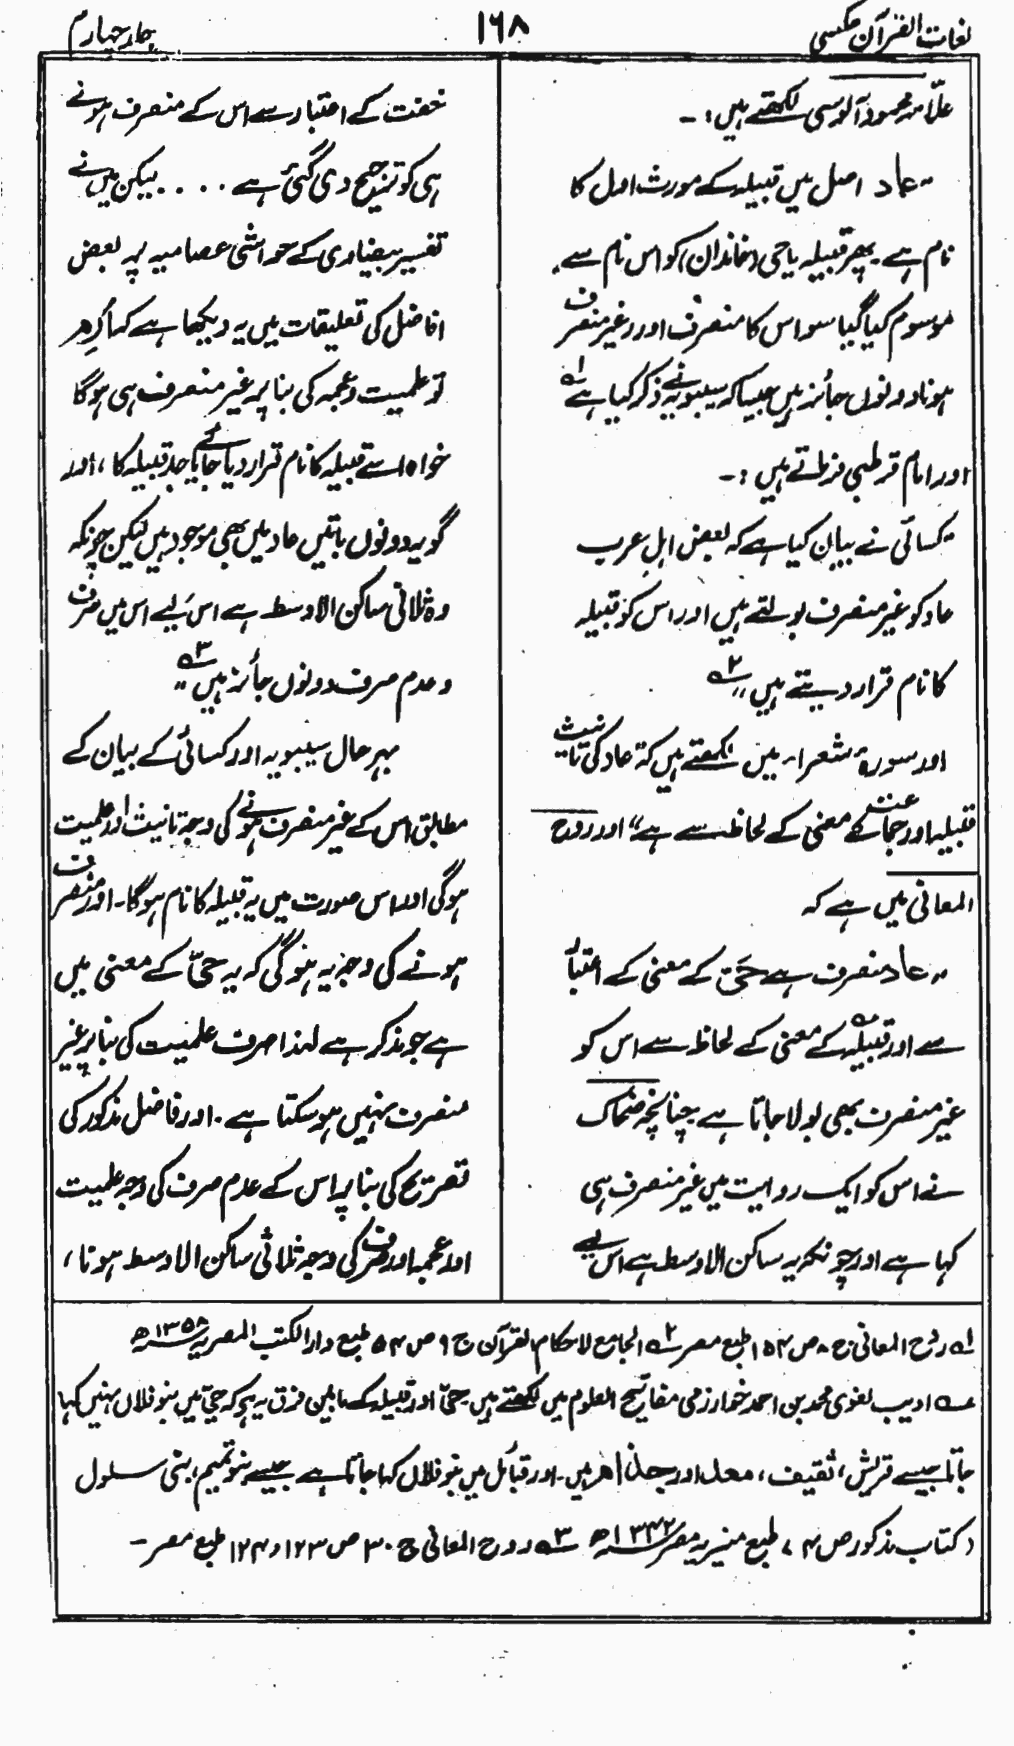 لغات القرآن عکسی
۱۶۸
جلد چہارم
علّامہ محمود آلوسی لکھتے ہیں :-
"عاد اصل میں قبیلہ کے مورث اول کا
نام ہے۔ پھر قبیلہ یا حی (خاندان) کو اس نام سے
موسوم کیا گیا سو اس کا منصرف اور غیر منصرف
ہونا دونوں جائز ہیں جیسا کہ سیبویہ نے ذکر کیا ہے ۱ھ
اور امام قرطبی فرماتے ہیں :-
"کسائی نے بیان کیا ہے کہ بعض اہلِ عرب
عاد کو غیر منصرف بولتے ہیں اور اس کو قبیلہ
کا نام قرار دیتے ہیں" ۲ھ
اور سورۂ شعراء میں لکھتے ہیں کہ "عاد کی تانیث
قبیلہ اور جماعت کے معنی کے لحاظ سے ہے" اور روح
المعانی میں ہے کہ
"عاد منصرف ہے حَیّ کے معنی کے اعتبار
سے اور قبیلہ کے معنی کے لحاظ سے اس کو
غیر منصرف بھی بولا جاتا ہے چنانچہ ضحاک
نے اس کو ایک روایت میں غیر منصرف ہی
کہا ہے اور چونکہ یہ ساکن الاوسط ہے اس لیے
خفت کے اعتبار سے اس کے منصرف ہونے
ہی کو ترجیح دی گئی ہے .... لیکن میں نے
تفسیر بیضاوی کے حواشی عصامیہ پر بعض
افاضل کی تعلیقات میں یہ دیکھا ہے کہ اِرم
تو علمیت و عجمہ کی بنا پر غیر منصرف ہی ہوگا
خواہ اسے قبیلہ کا نام قرار دیا جائے یا جد قبیلہ کا، اور
گو یہ دونوں باتیں عاد میں بھی موجود ہیں لیکن چونکہ
وہ ثلاثی ساکن الاوسط ہے اس لیے اس میں صرف
و عدم صرف دونوں جائز ہیں" ۳ھ
بہر حال سیبویہ اور کسائی کے بیان کے
مطابق اس کے غیر منصرف ہونے کی وجہ تانیث اور علمیت
ہوگی اور اس صورت میں یہ قبیلہ کا نام ہوگا۔ اور منصرف
ہونے کی وجہ یہ ہوگی کہ یہ حیّ کے معنی میں
ہے جو مذکر ہے لہٰذا صرف علمیت کی بنا پر غیر
منصرف نہیں ہو سکتا ہے۔ اور فاضل مذکور کی
تصریح کی بنا پر اس کے عدم صرف کی وجہ علمیت
اور عجمہ اور صرف کی وجہ ثلاثی ساکن الاوسط ہونا،
۱ھ روح المعانی ج ۸ ص ۱۵۴ طبع مصر ۲ھ الجامع لاحکام القرآن ج ۹ ص ۵۴ طبع دار الکتب المصریہ ۱۳۵۸ھ
عہ ادیب لغوی محمد بن احمد خوارزمی مفاتیح العلوم میں لکھتے ہیں حیّ اور قبیلہ کے مابین فرق یہ ہے کہ حیّ میں بنو فلاں نہیں کہا
جاتا جیسے قریش، ثقیف، معد اور جذام ہیں۔ اور قبائل میں بنو فلاں کہا جاتا ہے جیسے بنو تمیم، بنی سلول
(کتاب مذکور ص ۷۴ طبع منیریہ مصر ۱۳۴۲ھ ۳ھ روح المعانی ج ۳۰ ص ۱۲۳ و ۱۲۴ طبع مصر -